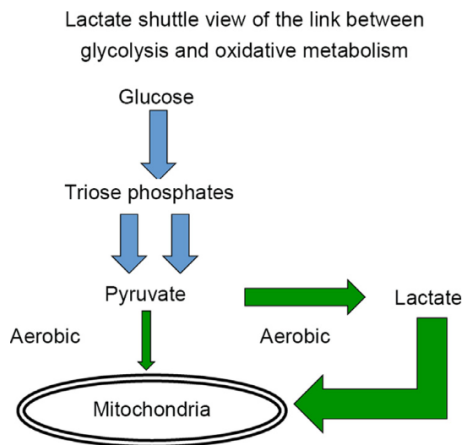 Lactate shuttle view of the link between
glycolysis and oxidative metabolism
Glucose
Triose phosphates
Pyruvate
Lactate
Aerobic
Aerobic
Mitochondria